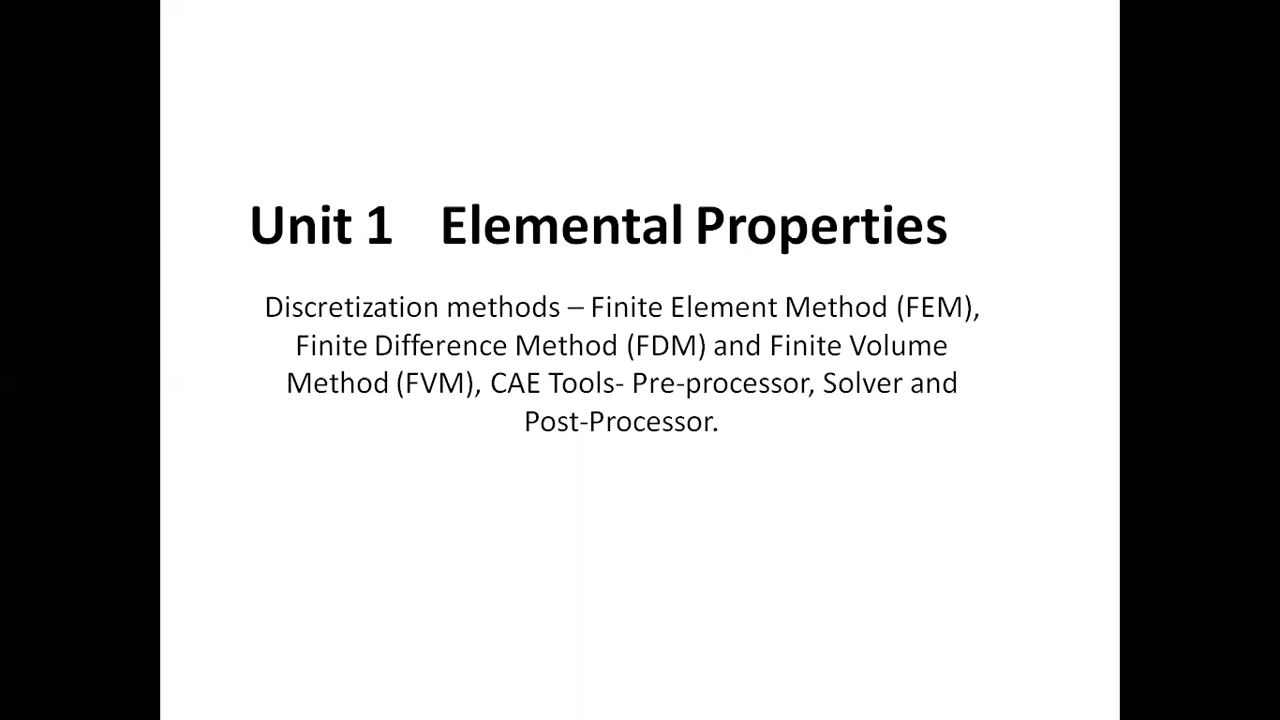 Unit 1 Elemental Properties
Discretization methods – Finite Element Method (FEM),
Finite Difference Method (FDM) and Finite Volume
Method (FVM), CAE Tools- Pre-processor, Solver and
Post-Processor.